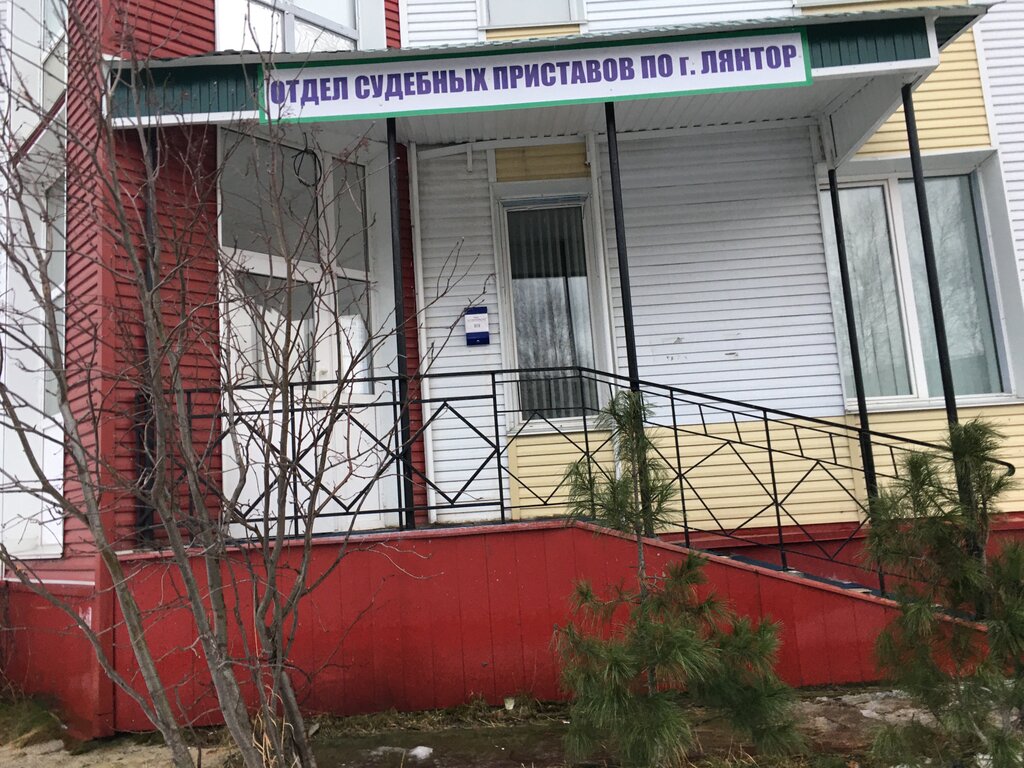 ОТДЕЛ СУДЕБНЫХ ПРИСТАВОВ ПО г. ЛЯНТОР